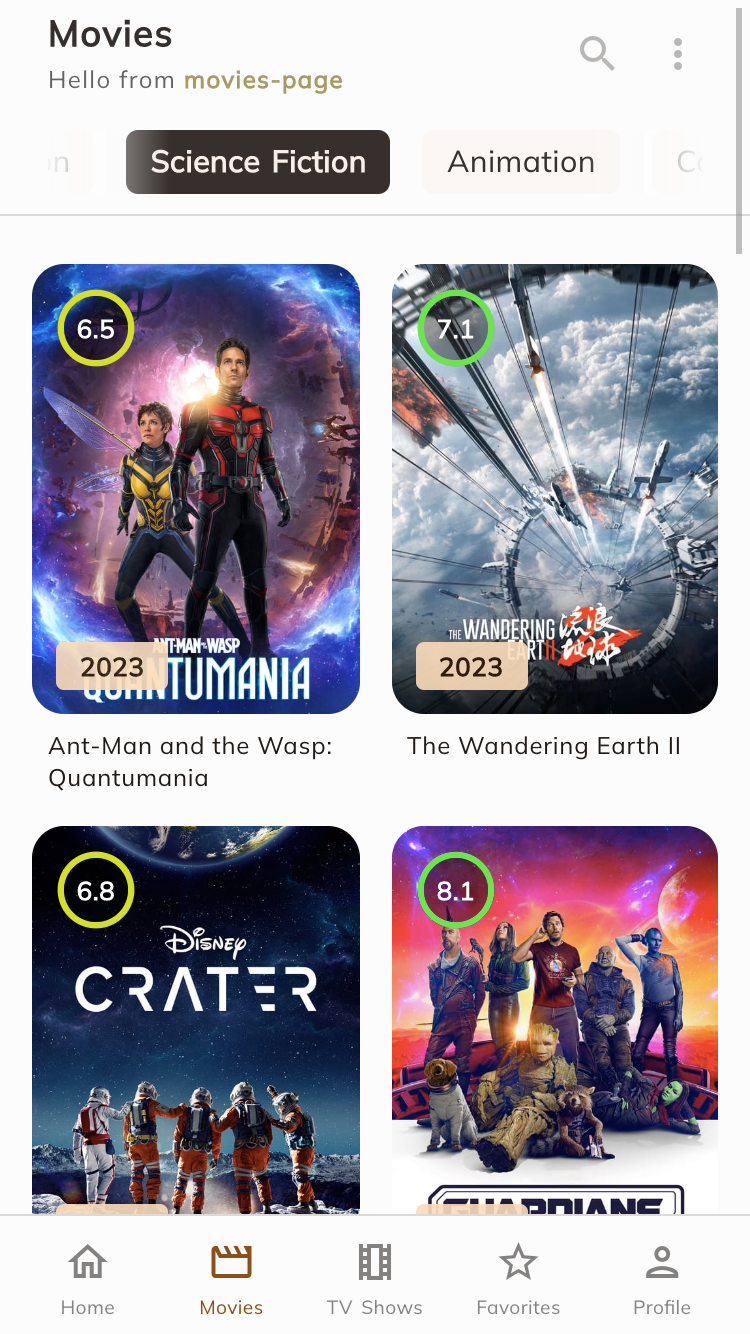 Movies
Hello from movies-page
Science Fiction
Animation
6.5
ANT-MAN AND THE WASP
QUANTUMANIA
2023
7.1
THE WANDERING
EARTH II
流浪
地球
2023
Ant-Man and the Wasp:
Quantumania
The Wandering Earth II
6.8
Disney
CRATER
8.1
GUARDIANS
Home
Movies
TV Shows
Favorites
Profile